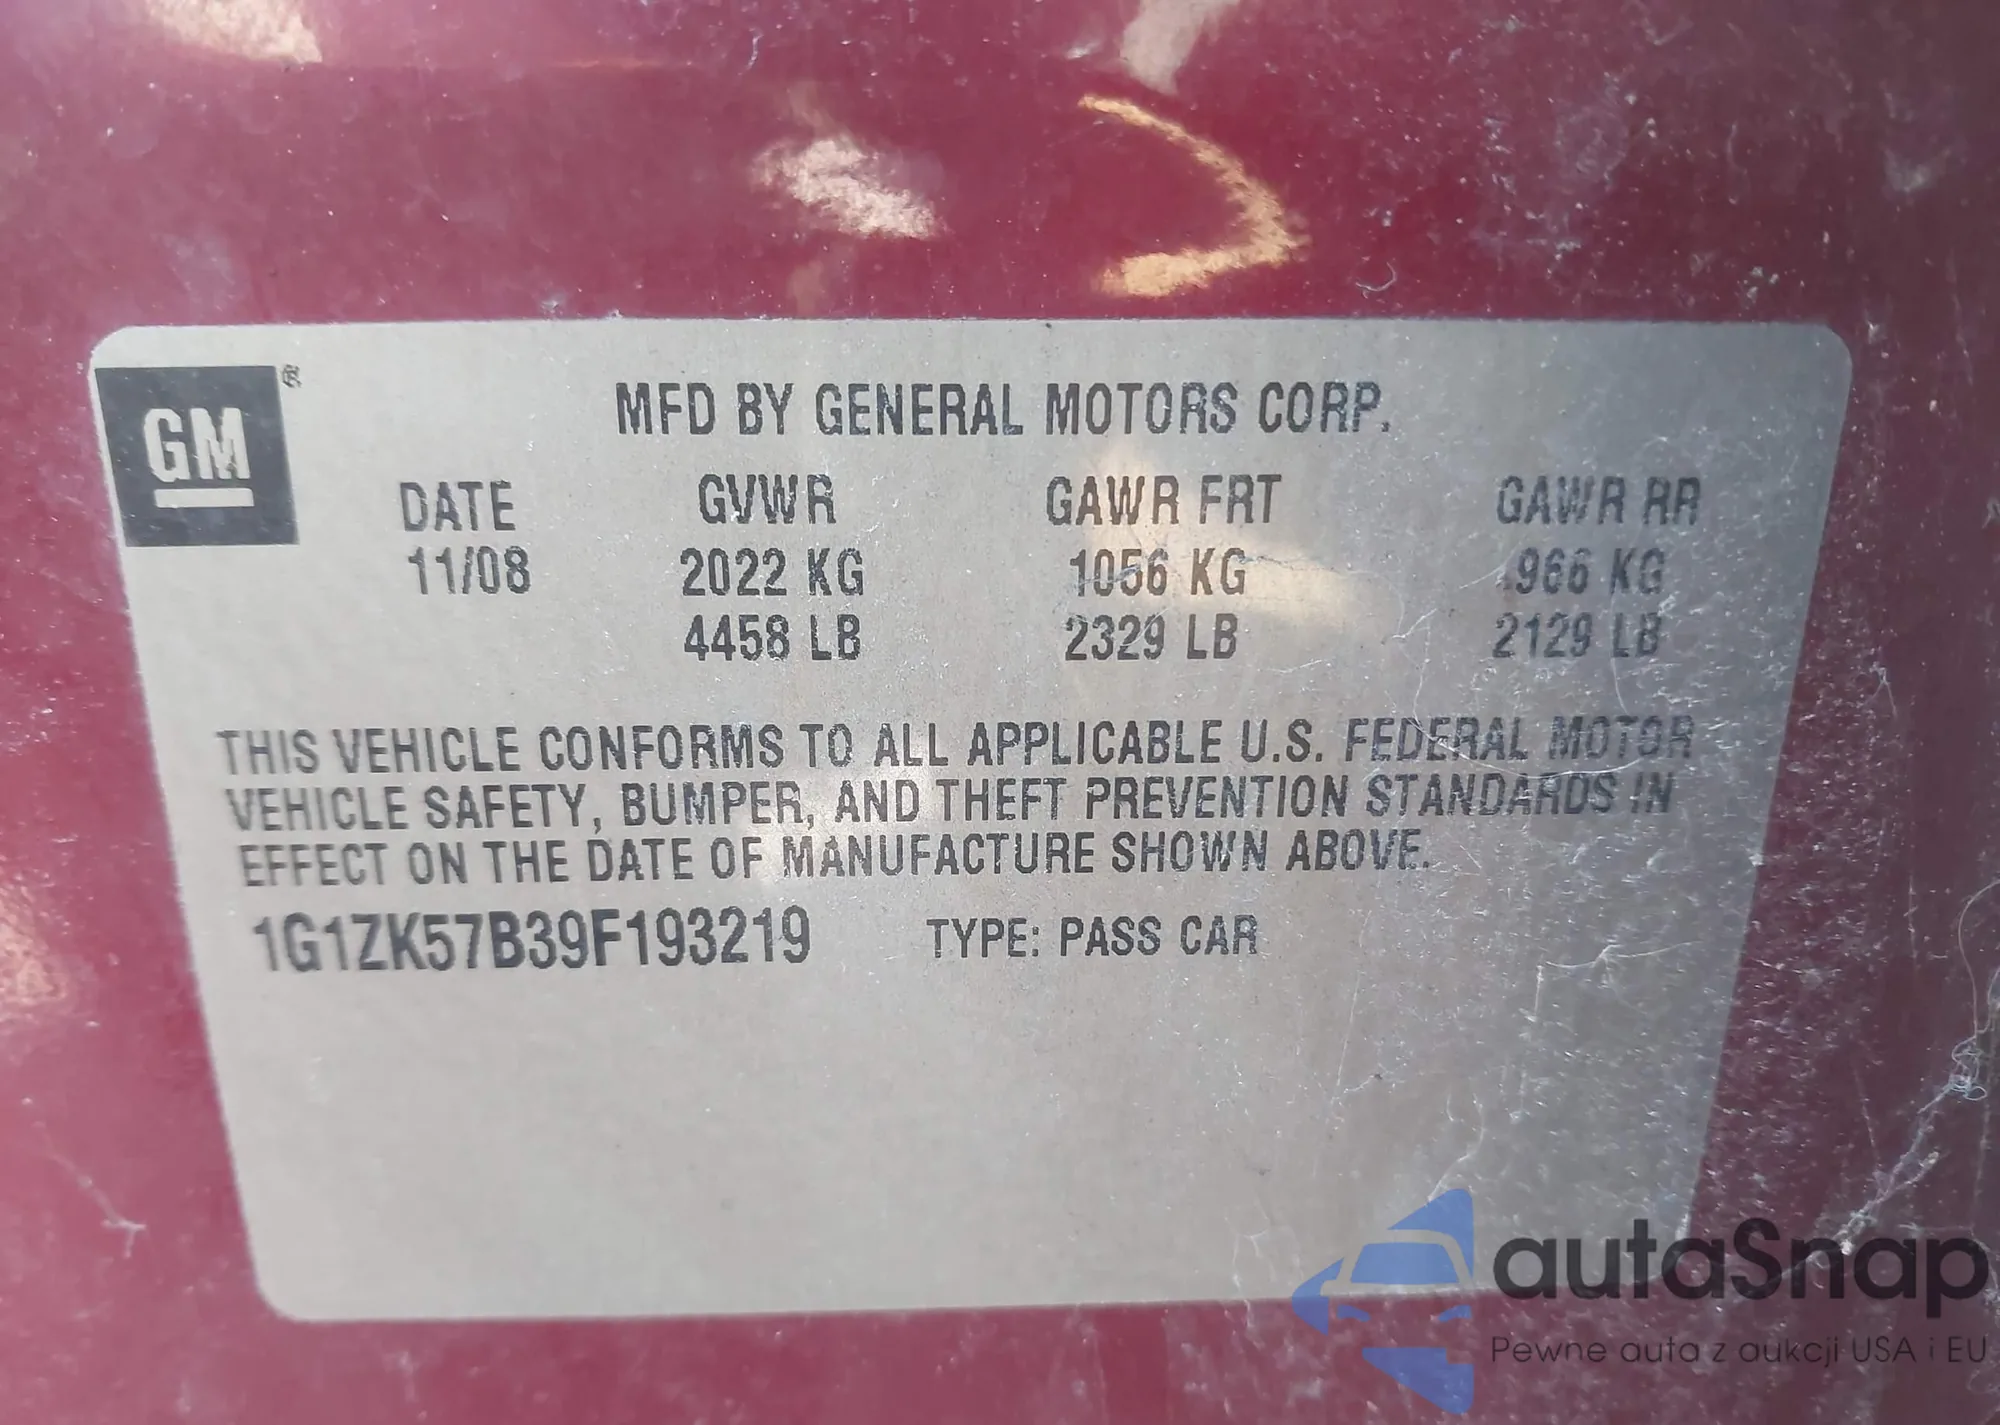 GM ®
MFD BY GENERAL MOTORS CORP.
DATE GVWR GAWR FRT GAWR RR
11/08 2022 KG 1056 KG 966 KG
4458 LB 2329 LB 2129 LB
THIS VEHICLE CONFORMS TO ALL APPLICABLE U.S. FEDERAL MOTOR
VEHICLE SAFETY, BUMPER, AND THEFT PREVENTION STANDARDS IN
EFFECT ON THE DATE OF MANUFACTURE SHOWN ABOVE.
1G1ZK57B39F193219 TYPE: PASS CAR
autaSnap
Pewne auta z aukcji USA i EU